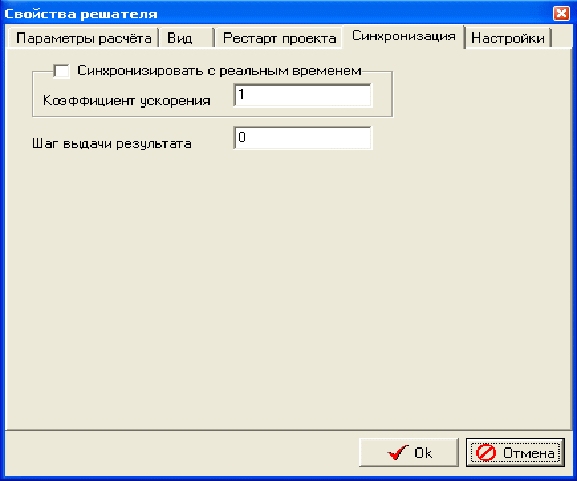 Свойства решателя
Параметры расчёта Вид Рестарт проекта Синхронизация Настройки
Синхронизировать с реальным временем
Коэффициент ускорения 1
Шаг выдачи результата 0
Ok Отмена